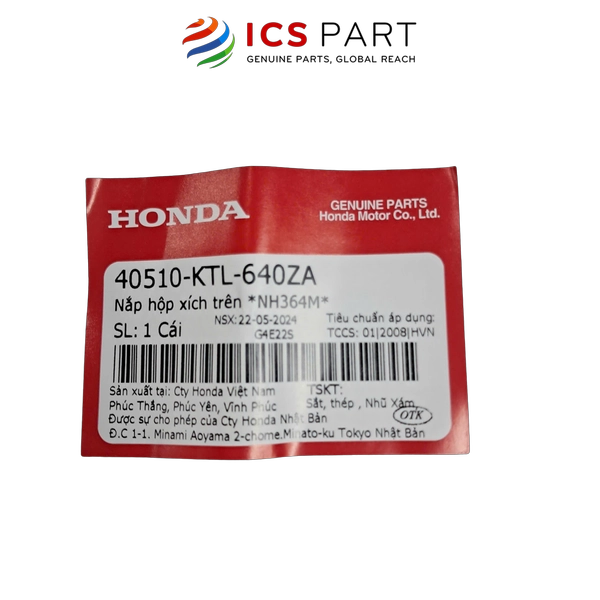 ICS PART
GENUINE PARTS, GLOBAL REACH
HONDA
GENUINE PARTS
Honda Motor Co., Ltd.
40510-KTL-640ZA
Nắp hộp xích trên *NH364M*
NSX:22-05-2024
Tiêu chuẩn áp dụng:
SL: 1 Cái
G4E22S
TCCS: 01|2008|HVN
Sản xuất tại: Cty Honda Việt Nam
TSKT:
Phúc Thắng, Phúc Yên, Vĩnh Phúc
Sắt, thép , Nhũ Xám
Được sự cho phép của Cty Honda Nhật Bản
OTK
Đ.C 1-1. Minami Aoyama 2-chome.Minato-ku Tokyo Nhật Bản